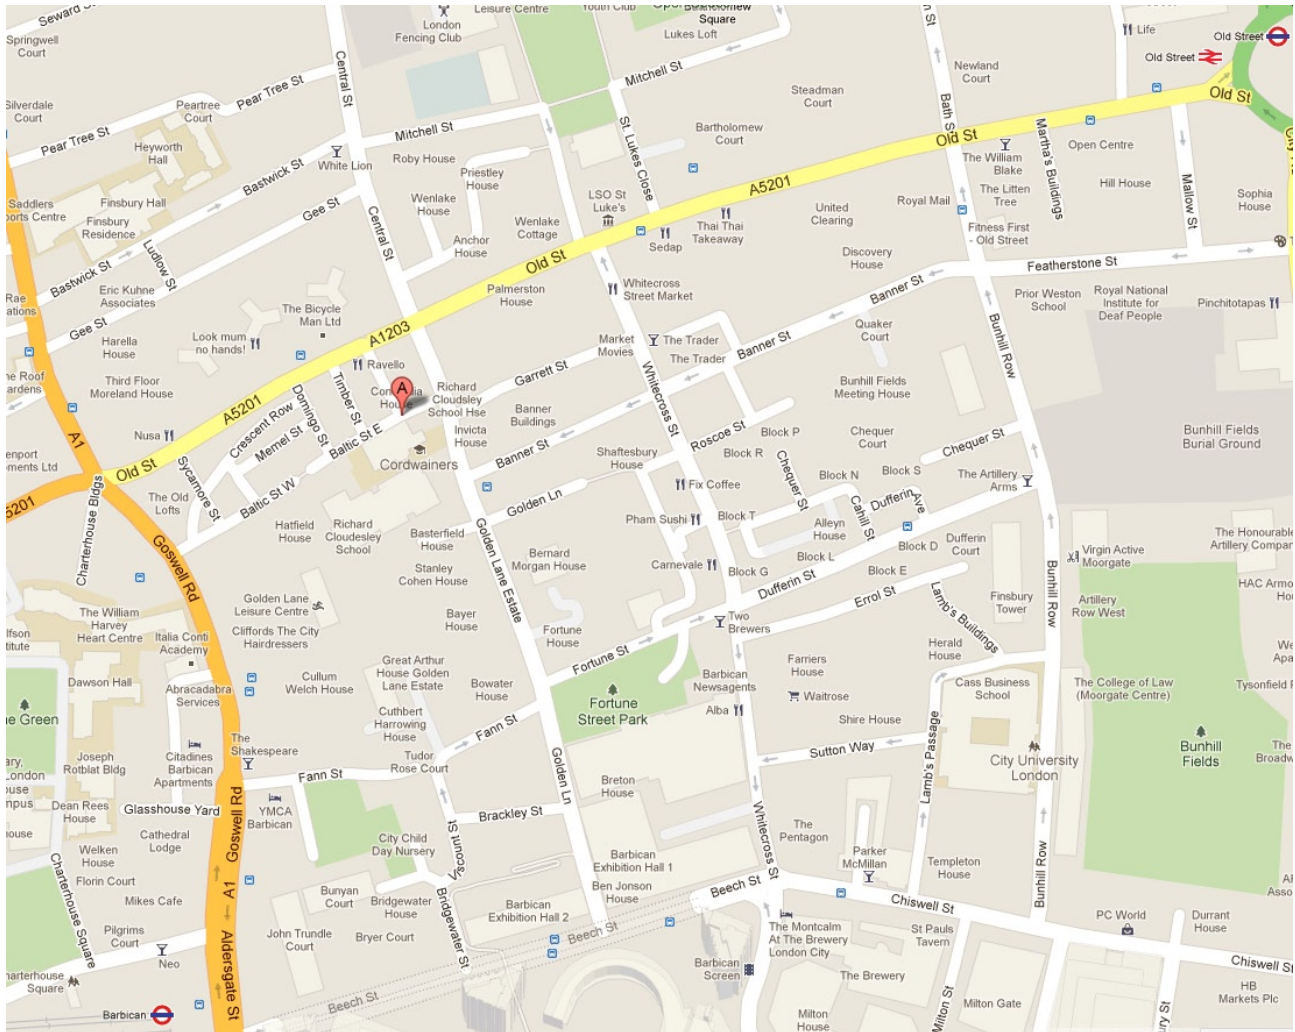 Seward St
Springwell
Court
London
Fencing Club
Leisure Centre
Youth Club
Square
Lukes Loft
Life
Old Street
Old Street
Newland
Court
Central St
Mitchell St
Steadman
Court
Bath St
Old St
Silverdale
Court
Pear Tree St
Peartree
Court
Pear Tree St
Heyworth
Hall
Mitchell St
White Lion
Roby House
St. Lukes Close
Bartholomew
Court
Old St
The William
Blake
Martha's Buildings
Open Centre
Hill House
Mallow St
Sophia
House
Bastwick St
Priestley
House
LSO St
Luke's
A5201
The Litten
Tree
Royal Mail
Saddlers
Finsbury Hall
Finsbury
Residence
Gee St
Wenlake
House
Wenlake
Cottage
Thai Thai
Takeaway
Sedap
United
Clearing
Fitness First
- Old Street
Central St
Anchor
House
Old St
Discovery
House
Featherstone St
Ludlow St
Bastwick St
Eric Kuhne
Associates
Palmerston
House
Whitecross
Street Market
Banner St
Prior Weston
School
Royal National
Institute for
Deaf People
Pinchitotapas
Gee St
The Bicycle
Man Ltd
A1203
Harella
House
Look mum
no hands!
Market
Movies
The Trader
The Trader
Banner St
Quaker
Court
Bunhill Row
Third Floor
Moreland House
Ravello
Garrett St
Whitecross St
Bunhill Fields
Meeting House
A
Richard
Cloudsley
School Hse
A5201
Timber St
Domingo St
Crescent Row
Memel St
Baltic St E
Banner
Buildings
Invicta
House
Nusa
A1
Roscoe St
Block P
Chequer
Court
Chequer St
Bunhill Fields
Burial Ground
Old St
Sycamore St
Cordwainers
Banner St
Shaftesbury
House
Block R
Chequer St
Block N
Block S
The Artillery
Arms
Baltic St W
The Old
Lofts
Fix Coffee
Golden Ln
Dufferin Ave
Cahill St
Charterhouse Bldgs
Hatfield
House
Richard
Cloudesley
School
Basterfield
House
Pham Sushi
Block T
Alleyn
House
Dufferin
Court
The Honourable
Goswell Rd
Bernard
Morgan House
Carnevale
Block L
Block D
Block G
Block E
Virgin Active
Moorgate
Stanley
Cohen House
Golden Lane Estate
Dufferin St
Golden Lane
Leisure Centre
Finsbury
Tower
Bunhill Row
Artillery
Row West
The William
Harvey
Heart Centre
Bayer
House
Errol St
Lamb's Buildings
Two
Brewers
Italia Conti
Academy
Cliffords The City
Hairdressers
Fortune
House
Fortune St
Herald
House
Dawson Hall
Great Arthur
House Golden
Lane Estate
Farriers
House
Barbican
Newsagents
Cass Business
School
The College of Law
(Moorgate Centre)
Abracadabra
Services
Cullum
Welch House
Bowater
House
Fortune
Street Park
Waitrose
Alba
Shire House
Cuthbert
Harrowing
House
Fann St
The
Shakespeare
Citadines
Barbican
Apartments
Joseph
Rotblat Bldg
Tudor
Rose Court
Sutton Way
Lamb's Passage
City University
London
Bunhill
Fields
Fann St
Golden Ln
Breton
House
Glasshouse Yard
Dean Rees
House
Goswell Rd
YMCA
Barbican
Brackley St
Whitecross St
The
Pentagon
Cathedral
Lodge
City Child
Day Nursery
Viscount St
Barbican
Exhibition Hall 1
Parker
McMillan
Templeton
House
Bunhill Row
Welken
House
Florin Court
Mikes Cafe
A1
Bunyan
Court
Bridgewater
House
Ben Jonson
House
Beech St
Chiswell St
Charterhouse Square
Barbican
Exhibition Hall 2
PC World
Durrant
House
Pilgrims
Court
Neo
John Trundle
Court
Bryer Court
Bridgewater St
Beech St
The Montcalm
At The Brewery
London City
St Pauls
Tavern
Aldersgate St
Barbican
Screen
The Brewery
Chiswell St
Charterhouse
Square
HB
Markets Plc
Barbican
Beech St
Milton
House
Milton St
Milton Gate